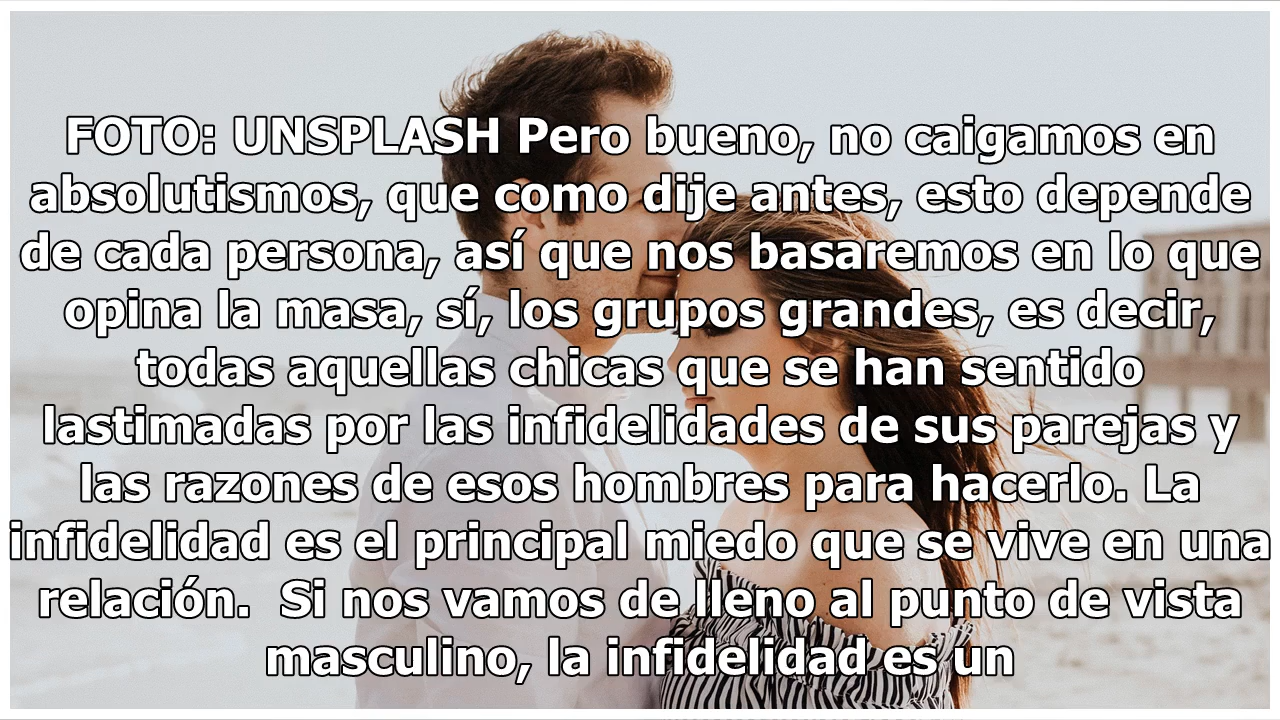 FOTO: UNSPLASH Pero bueno, no caigamos en
absolutismos, que como dije antes, esto depende
de cada persona, así que nos basaremos en lo que
opina la masa, sí, los grupos grandes, es decir,
todas aquellas chicas que se han sentido
lastimadas por las infidelidades de sus parejas y
las razones de esos hombres para hacerlo. La
infidelidad es el principal miedo que se vive en una
relación.  Si nos vamos de lleno al punto de vista
masculino, la infidelidad es un